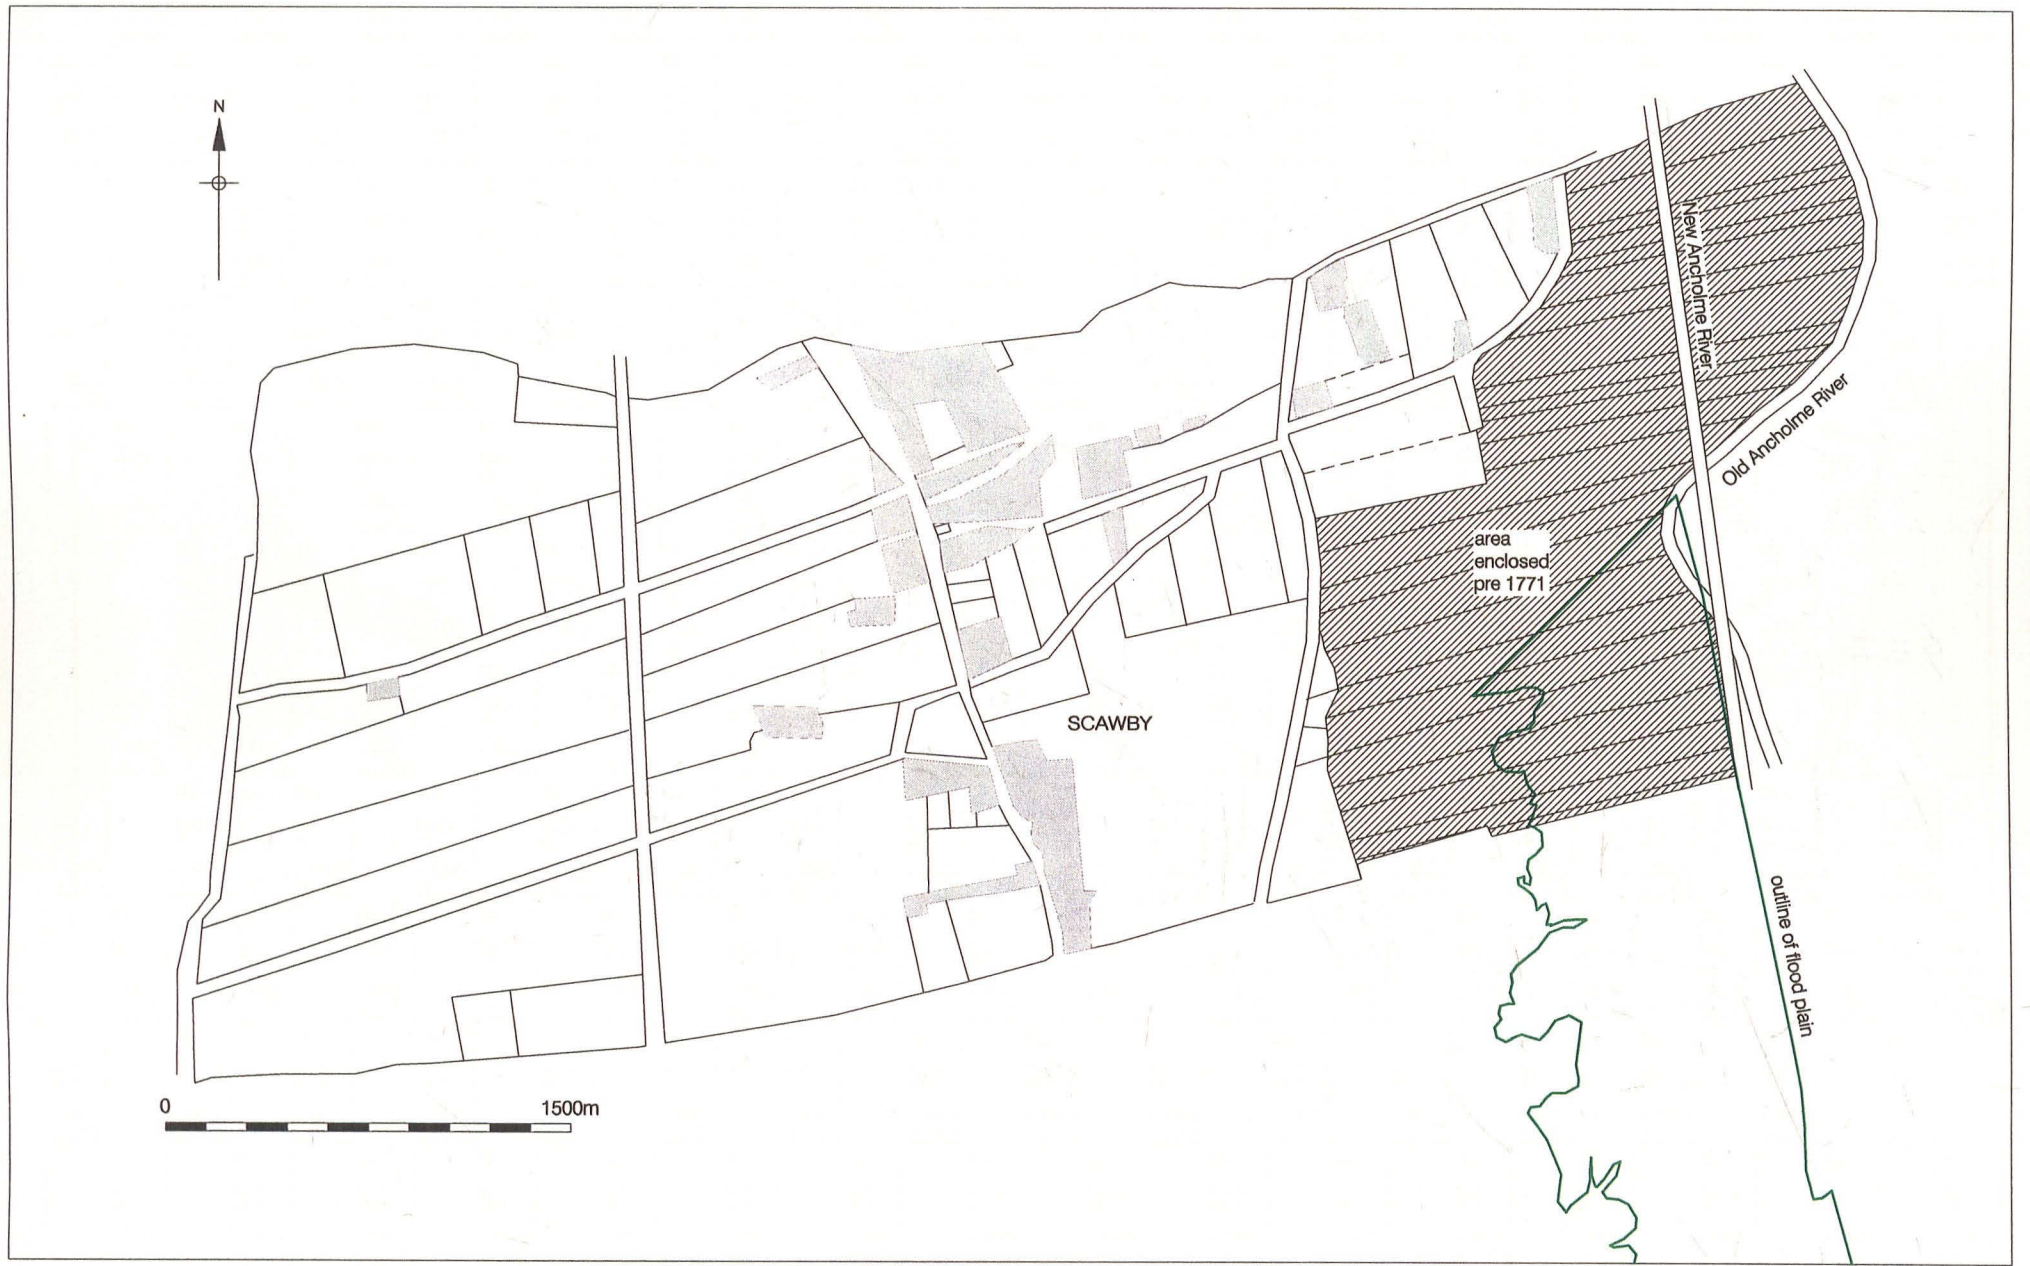 N
New Ancholme River
Old Ancholme River
area
enclosed
pre 1771
SCAWBY
outline of flood plain
0 1500m